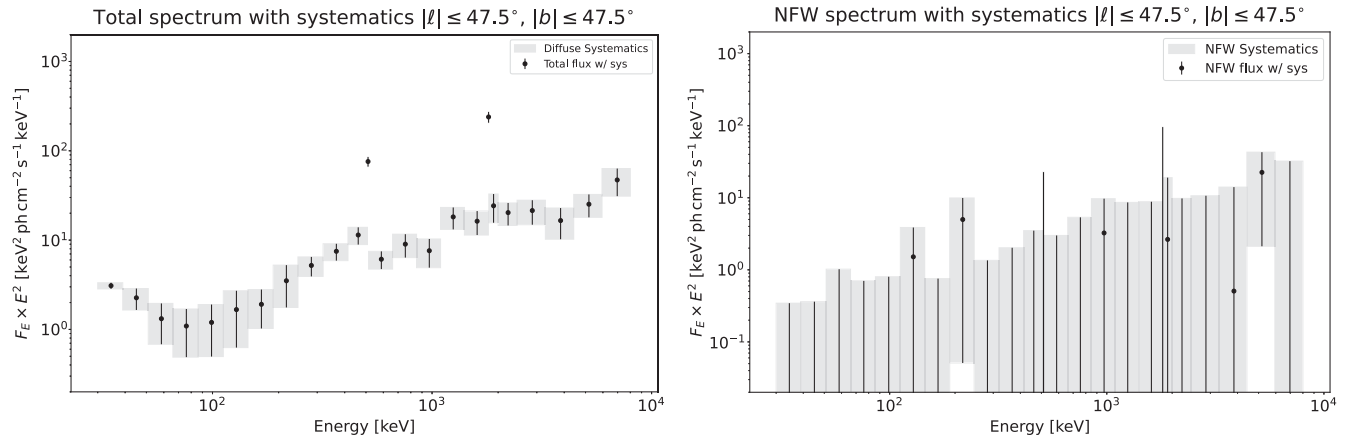 Total spectrum with systematics |ℓ| ≤ 47.5°, |b| ≤ 47.5°
Diffuse Systematics
Total flux w/ sys
F_E × E² [keV² ph cm⁻² s⁻¹ keV⁻¹]
10³
10²
10¹
10⁰
10² 10³ 10⁴
Energy [keV]
NFW spectrum with systematics |ℓ| ≤ 47.5°, |b| ≤ 47.5°
NFW Systematics
NFW flux w/ sys
F_E × E² [keV² ph cm⁻² s⁻¹ keV⁻¹]
10³
10²
10¹
10⁰
10⁻¹
10² 10³ 10⁴
Energy [keV]